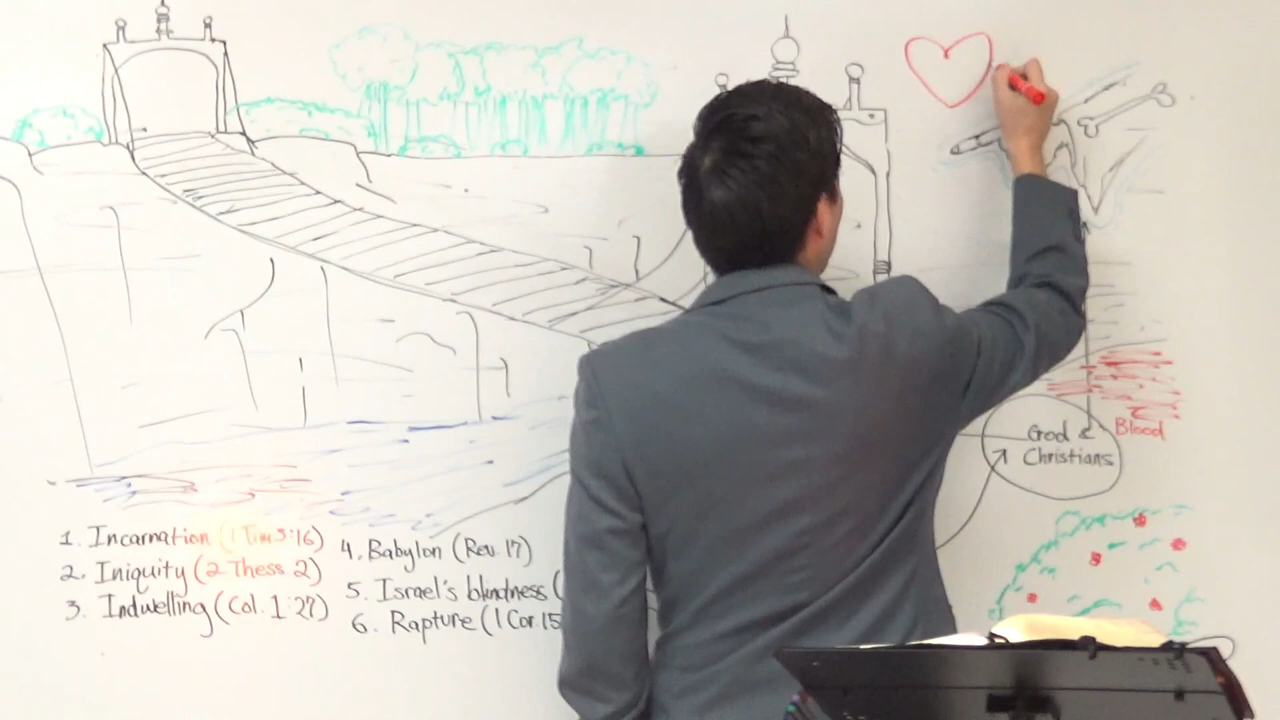 1. Incarnation (1 Tim 3:16)
2. Iniquity (2 Thess 2)
3. Indwelling (Col. 1:27)
4. Babylon (Rev. 17)
5. Israel's blindness (
6. Rapture (1 Cor. 15
God &
Christians
Blood